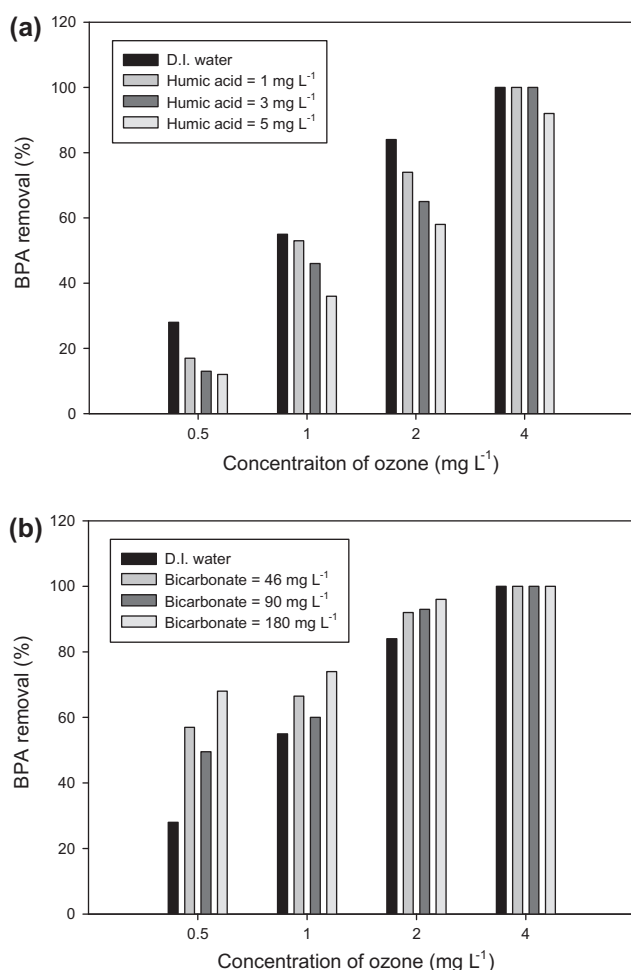 (a)
D.I. water
Humic acid = 1 mg L⁻¹
Humic acid = 3 mg L⁻¹
Humic acid = 5 mg L⁻¹
BPA removal (%)
120
100
80
60
40
20
0
0.5 1 2 4
Concentraiton of ozone (mg L⁻¹)
(b)
D.I. water
Bicarbonate = 46 mg L⁻¹
Bicarbonate = 90 mg L⁻¹
Bicarbonate = 180 mg L⁻¹
BPA removal (%)
120
100
80
60
40
20
0
0.5 1 2 4
Concentration of ozone (mg L⁻¹)